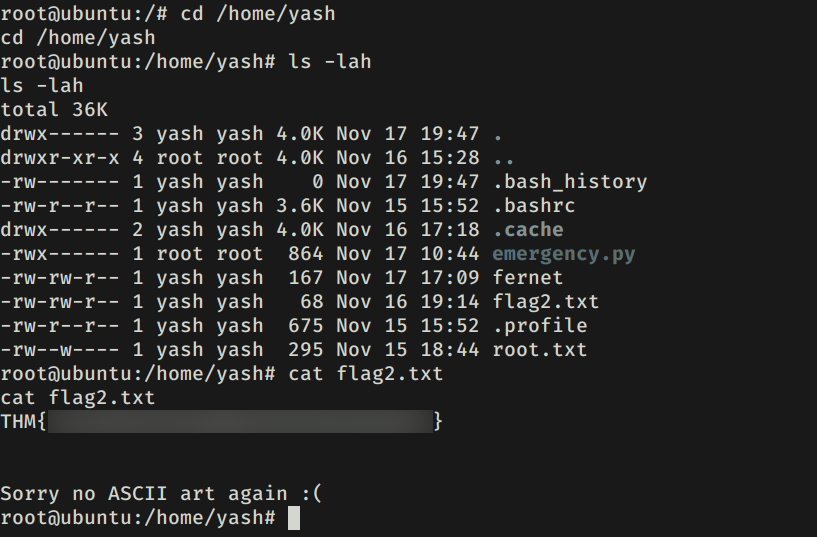 root@ubuntu:/# cd /home/yash
cd /home/yash
root@ubuntu:/home/yash# ls -lah
ls -lah
total 36K
drwx------ 3 yash yash 4.0K Nov 17 19:47 .
drwxr-xr-x 4 root root 4.0K Nov 16 15:28 ..
-rw------- 1 yash yash    0 Nov 17 19:47 .bash_history
-rw-r--r-- 1 yash yash 3.6K Nov 15 15:52 .bashrc
drwx------ 2 yash yash 4.0K Nov 16 17:18 .cache
-rwx------ 1 root root  864 Nov 17 10:44 emergency.py
-rw-rw-r-- 1 yash yash  167 Nov 17 17:09 fernet
-rw-rw-r-- 1 yash yash   68 Nov 16 19:14 flag2.txt
-rw-r--r-- 1 yash yash  675 Nov 15 15:52 .profile
-rw--w---- 1 yash yash  295 Nov 15 18:44 root.txt
root@ubuntu:/home/yash# cat flag2.txt
cat flag2.txt
THM{ }
Sorry no ASCII art again :(
root@ubuntu:/home/yash#